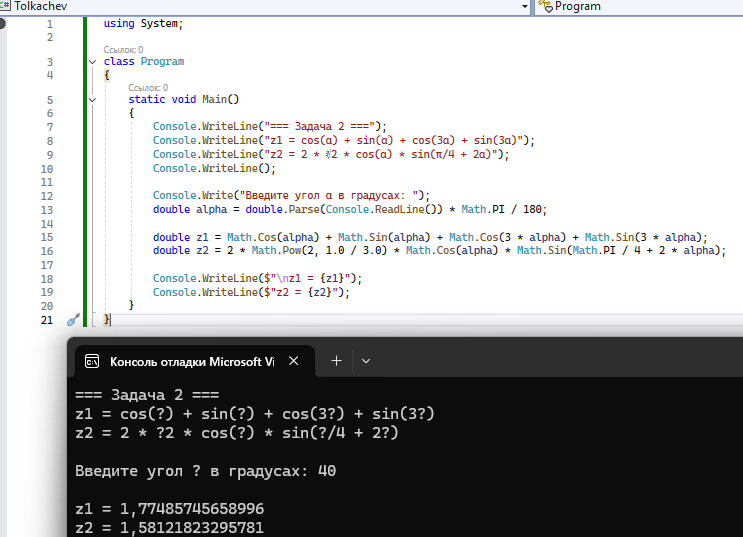 Tolkachev
Program
1 using System;
2
Ссылок: 0
3 class Program
4 {
Ссылок: 0
5 static void Main()
6 {
7 Console.WriteLine("=== Задача 2 ===");
8 Console.WriteLine("z1 = cos(α) + sin(α) + cos(3α) + sin(3α)");
9 Console.WriteLine("z2 = 2 * ∛2 * cos(α) * sin(π/4 + 2α)");
10 Console.WriteLine();
11
12 Console.Write("Введите угол α в градусах: ");
13 double alpha = double.Parse(Console.ReadLine()) * Math.PI / 180;
14
15 double z1 = Math.Cos(alpha) + Math.Sin(alpha) + Math.Cos(3 * alpha) + Math.Sin(3 * alpha);
16 double z2 = 2 * Math.Pow(2, 1.0 / 3.0) * Math.Cos(alpha) * Math.Sin(Math.PI / 4 + 2 * alpha);
17
18 Console.WriteLine($"\nz1 = {z1}");
19 Console.WriteLine($"z2 = {z2}");
20 }
21 }
Консоль отладки Microsoft Vi
=== Задача 2 ===
z1 = cos(?) + sin(?) + cos(3?) + sin(3?)
z2 = 2 * ?2 * cos(?) * sin(?/4 + 2?)
Введите угол ? в градусах: 40
z1 = 1,77485745658996
z2 = 1,58121823295781